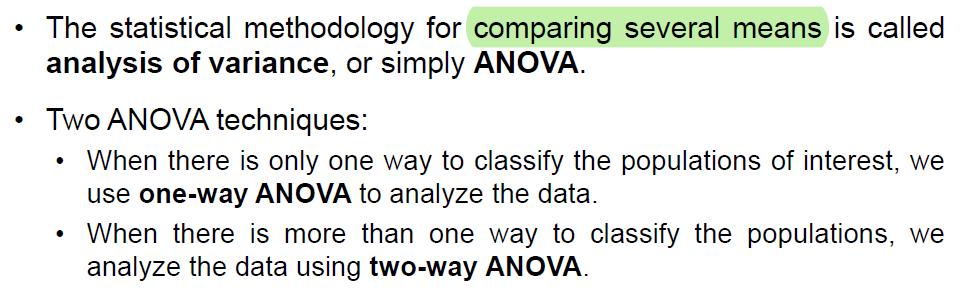 • The statistical methodology for comparing several means is called
analysis of variance, or simply ANOVA.
• Two ANOVA techniques:
• When there is only one way to classify the populations of interest, we
use one-way ANOVA to analyze the data.
• When there is more than one way to classify the populations, we
analyze the data using two-way ANOVA.